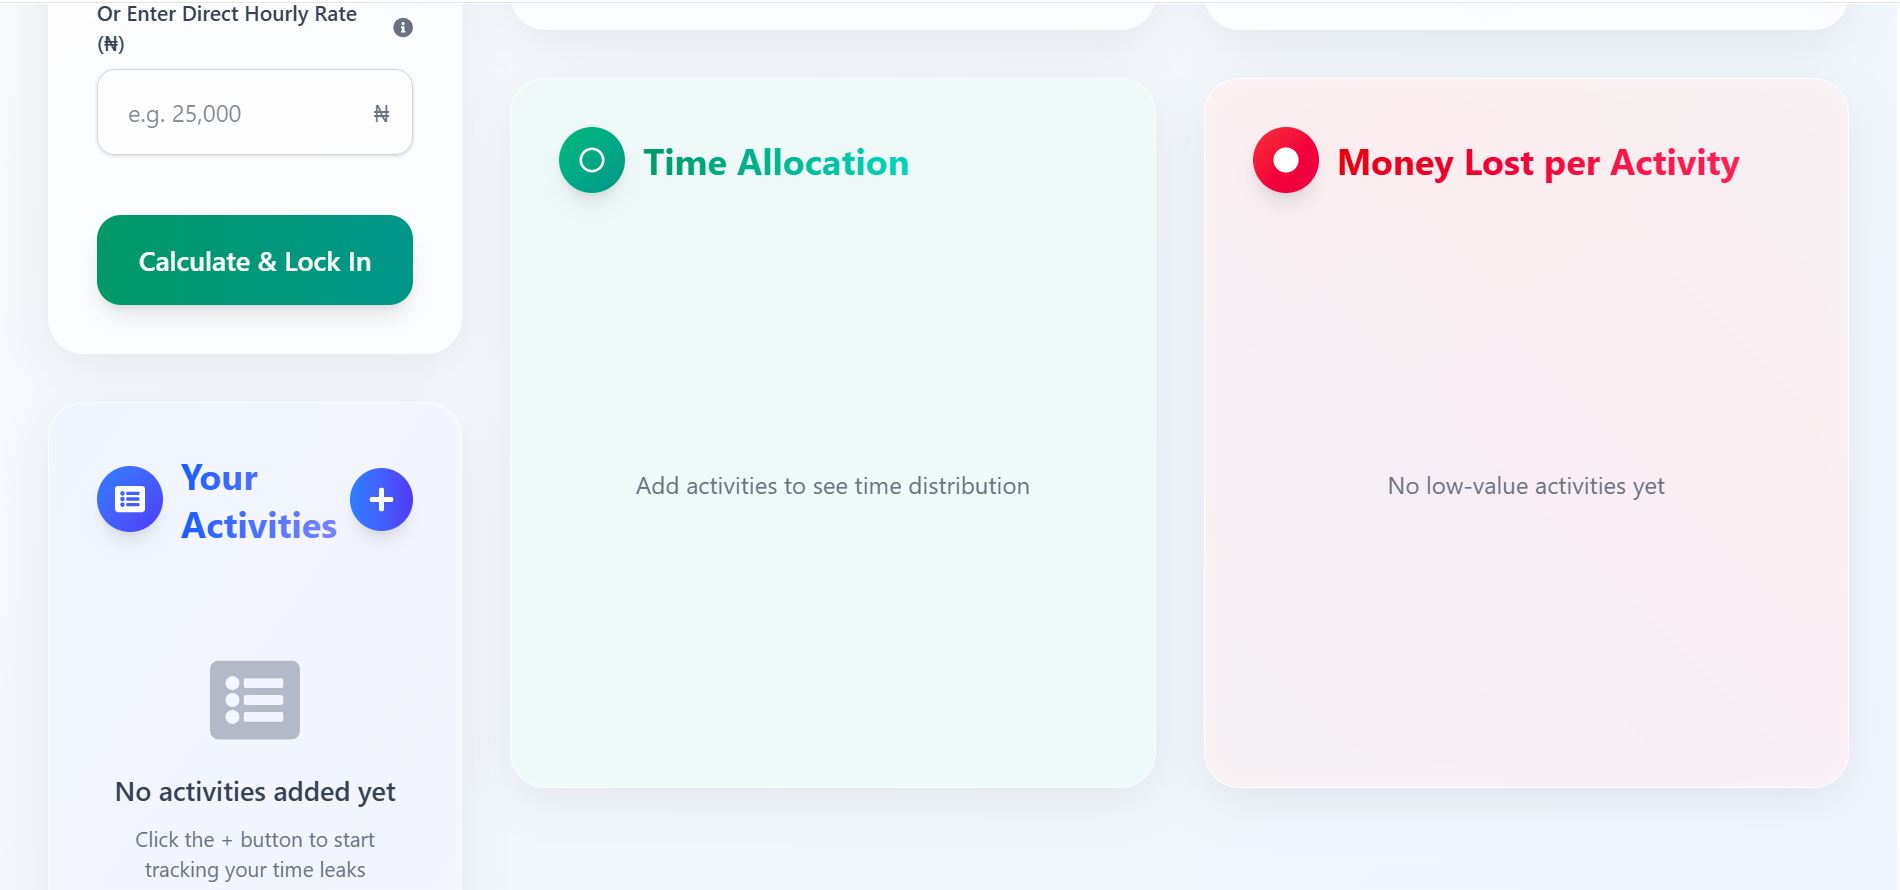 Or Enter Direct Hourly Rate
(₦)
e.g. 25,000
₦
Calculate & Lock In
Your
Activities
No activities added yet
Click the + button to start
tracking your time leaks
Time Allocation
Add activities to see time distribution
Money Lost per Activity
No low-value activities yet